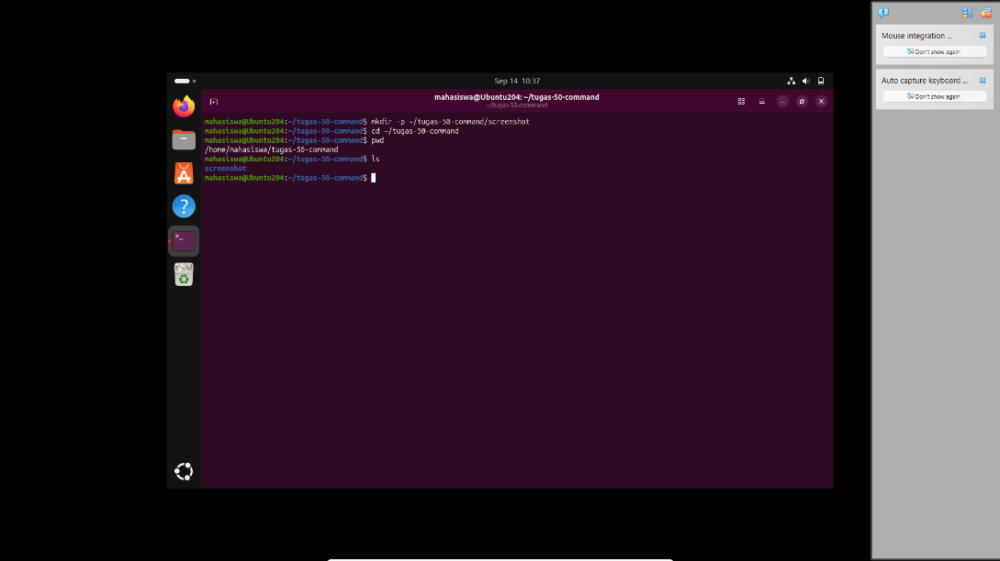 Sep 14 10:37
mahasiswa@Ubuntu204: ~/tugas-50-command
~/tugas-50-command
mahasiswa@Ubuntu204:~/tugas-50-command$ mkdir -p ~/tugas-50-command/screenshot
mahasiswa@Ubuntu204:~/tugas-50-command$ cd ~/tugas-50-command
mahasiswa@Ubuntu204:~/tugas-50-command$ pwd
/home/mahasiswa/tugas-50-command
mahasiswa@Ubuntu204:~/tugas-50-command$ ls
screenshot
mahasiswa@Ubuntu204:~/tugas-50-command$
Mouse integration ...
Don't show again
Auto capture keyboard ...
Don't show again